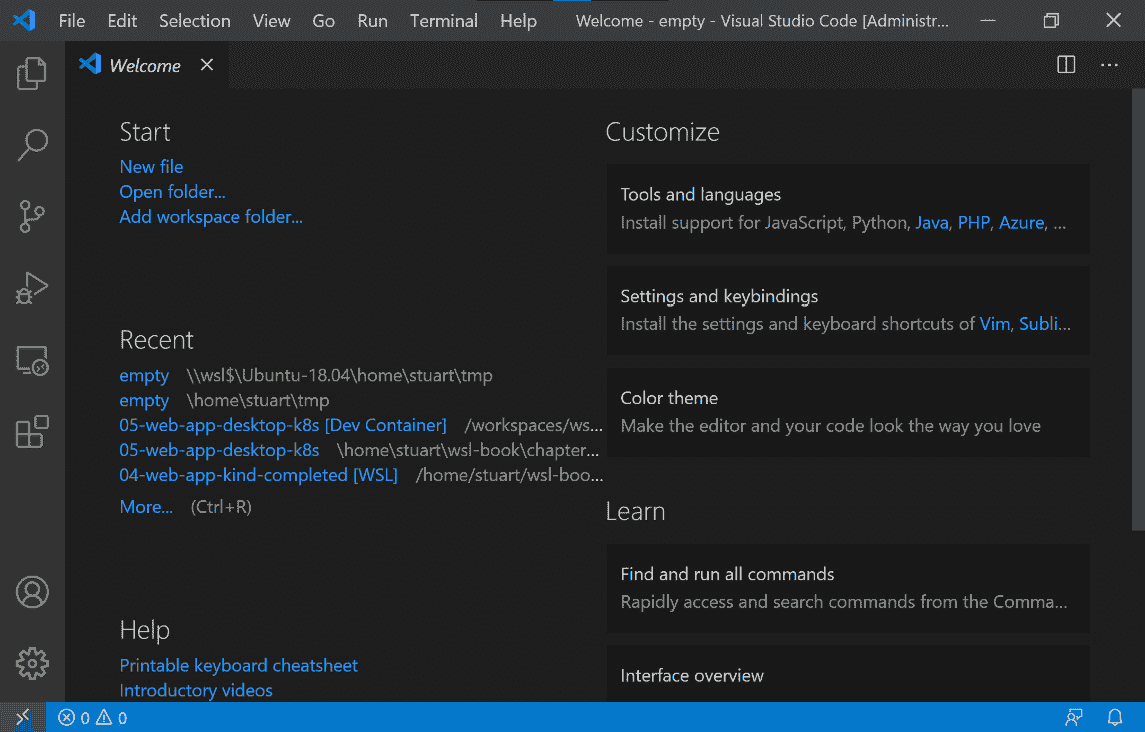 File Edit Selection View Go Run Terminal Help Welcome - empty - Visual Studio Code [Administr...
Welcome
Start
New file
Open folder...
Add workspace folder...
Recent
empty \\wsl$\Ubuntu-18.04\home\stuart\tmp
empty \home\stuart\tmp
05-web-app-desktop-k8s [Dev Container] /workspaces/ws...
05-web-app-desktop-k8s \home\stuart\wsl-book\chapter...
04-web-app-kind-completed [WSL] /home/stuart/wsl-boo...
More... (Ctrl+R)
Help
Printable keyboard cheatsheet
Introductory videos
Customize
Tools and languages
Install support for JavaScript, Python, Java, PHP, Azure, ...
Settings and keybindings
Install the settings and keyboard shortcuts of Vim, Subli...
Color theme
Make the editor and your code look the way you love
Learn
Find and run all commands
Rapidly access and search commands from the Comma...
Interface overview
0 0